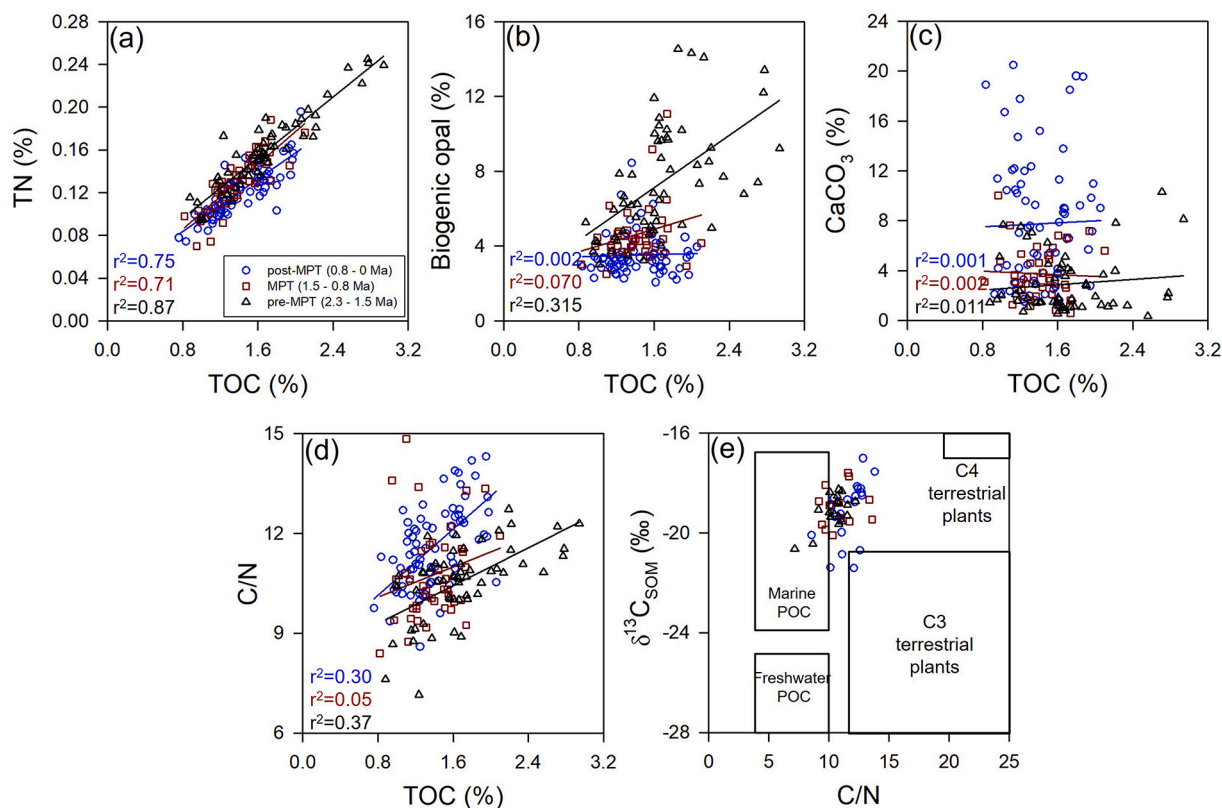 (a)
TN (%)
0.28
0.24
0.20
0.16
0.12
0.08
0.04
0.00
r²=0.75
r²=0.71
r²=0.87
post-MPT (0.8 - 0 Ma)
MPT (1.5 - 0.8 Ma)
pre-MPT (2.3 - 1.5 Ma)
0.0 0.8 1.6 2.4 3.2
TOC (%)
(b)
Biogenic opal (%)
16
12
8
4
0
r²=0.002
r²=0.070
r²=0.315
0.0 0.8 1.6 2.4 3.2
TOC (%)
(c)
CaCO₃ (%)
24
20
16
12
8
4
0
r²=0.001
r²=0.002
r²=0.011
0.0 0.8 1.6 2.4 3.2
TOC (%)
(d)
C/N
15
12
9
6
r²=0.30
r²=0.05
r²=0.37
0.0 0.8 1.6 2.4 3.2
TOC (%)
(e)
δ¹³C_SOM (‰)
-16
-20
-24
-28
C4
terrestrial
plants
Marine
POC
C3
terrestrial
plants
Freshwater
POC
0 5 10 15 20 25
C/N